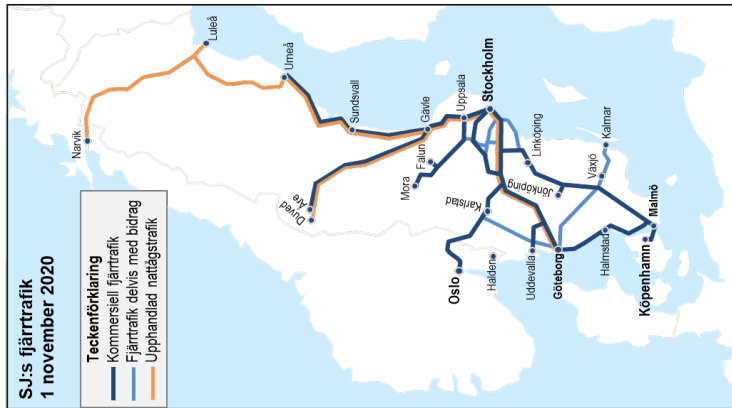 SJ:s fjärrtrafik
1 november 2020
Teckenförklaring
Kommersiell fjärrtrafik
Fjärrtrafik delvis med bidrag
Upphandlad nattågstrafik
Narvik
Luleå
Umeå
Duved
Åre
Sundsvall
Gävle
Falun
Mora
Uppsala
Stockholm
Karlstad
Oslo
Halden
Linköping
Uddevalla
Jönköping
Göteborg
Växjö
Kalmar
Halmstad
Köpenhamn
Malmö